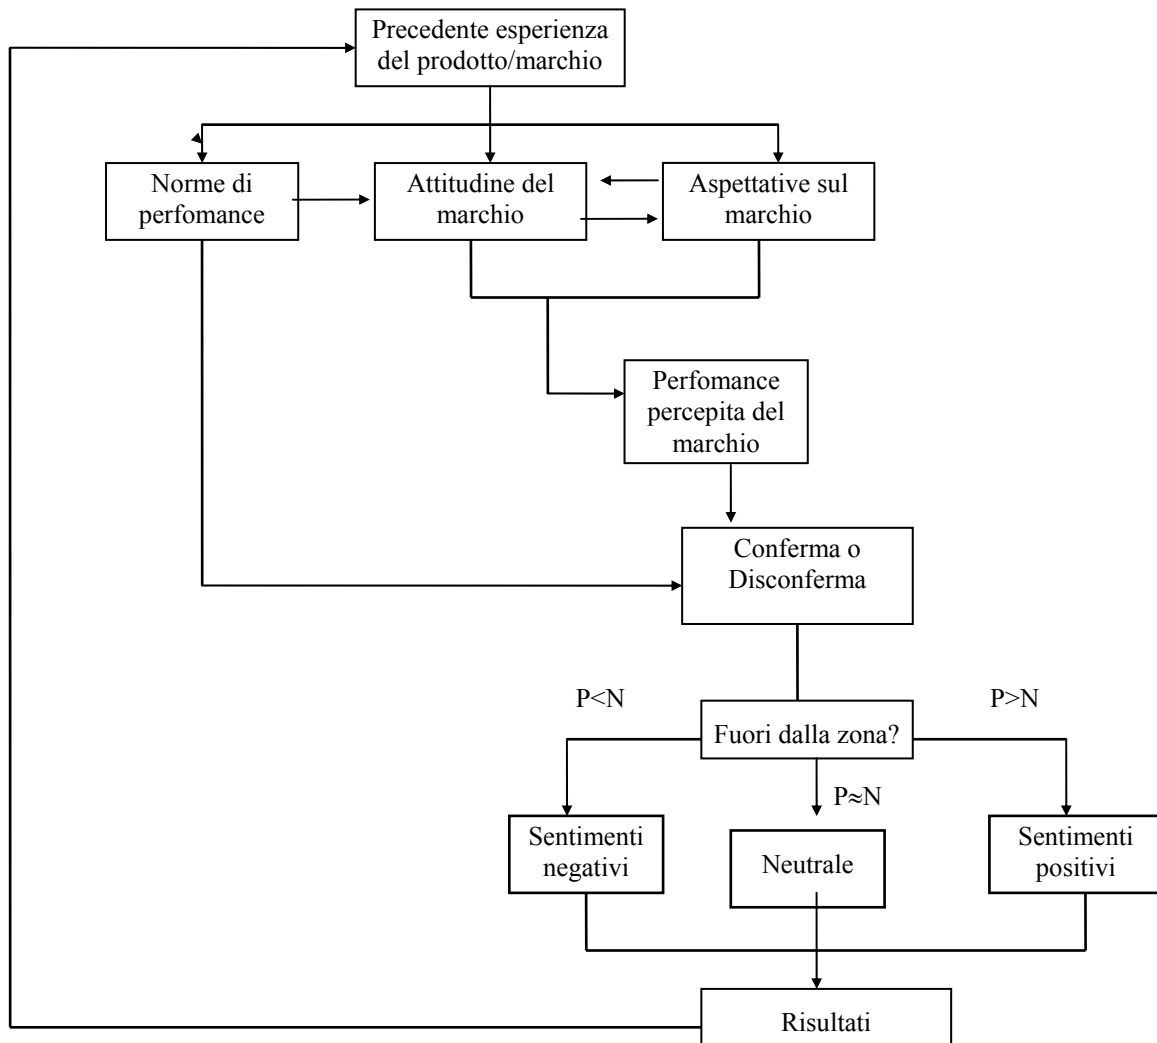 Precedente esperienza
del prodotto/marchio
Norme di
perfomance
Attitudine del
marchio
Aspettative sul
marchio
Perfomance
percepita del
marchio
Conferma o
Disconferma
P<N
P>N
Fuori dalla zona?
P≈N
Sentimenti
negativi
Neutrale
Sentimenti
positivi
Risultati